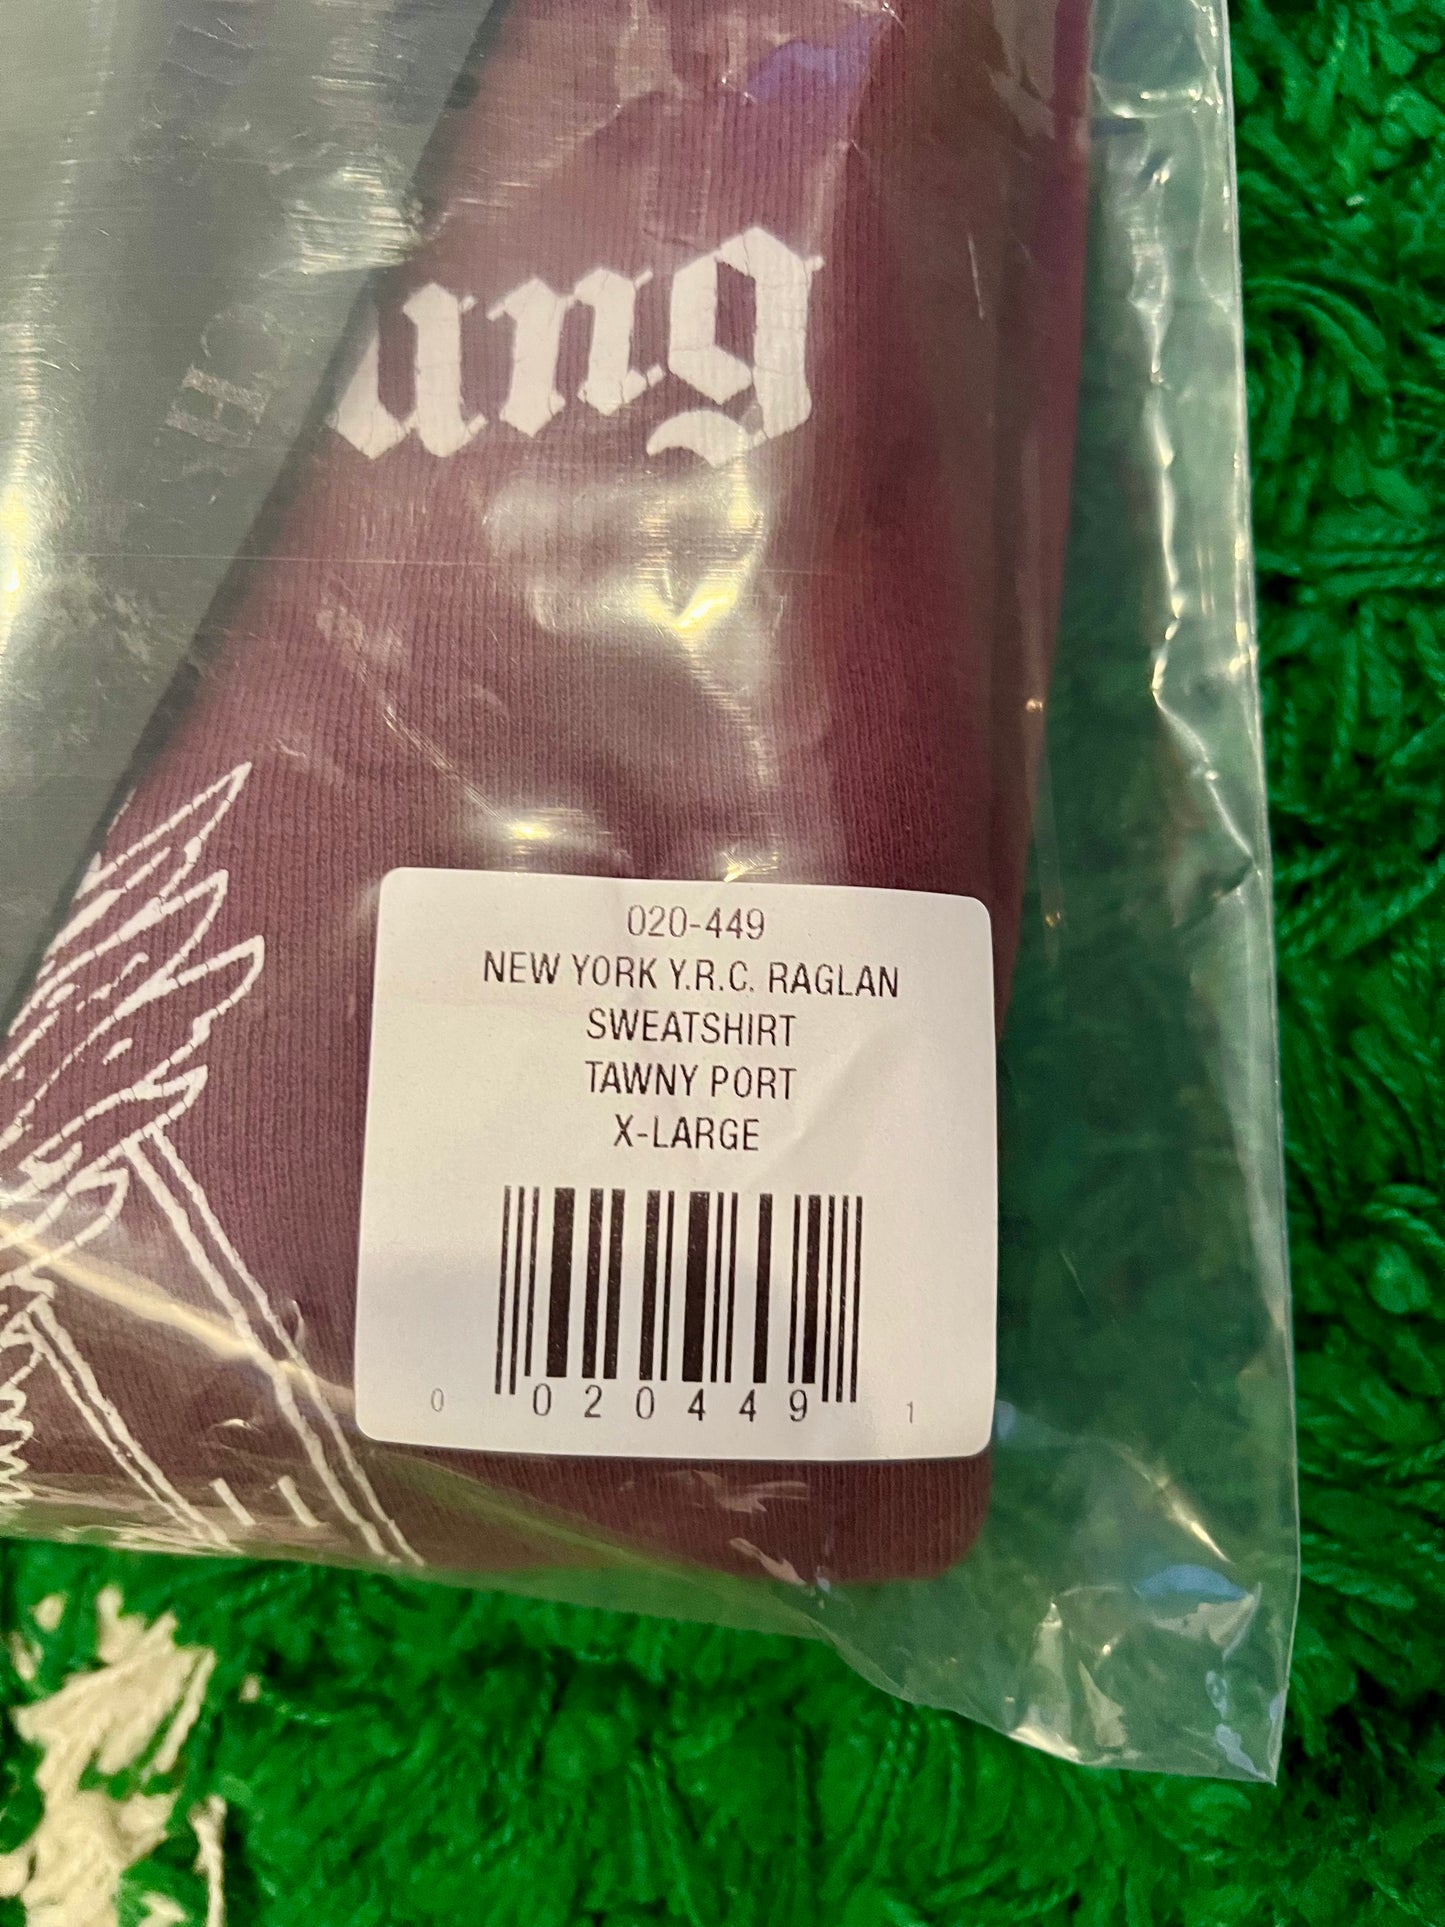 ung
020-449
NEW YORK Y.R.C. RAGLAN
SWEATSHIRT
TAWNY PORT
X-LARGE
0 020449 1